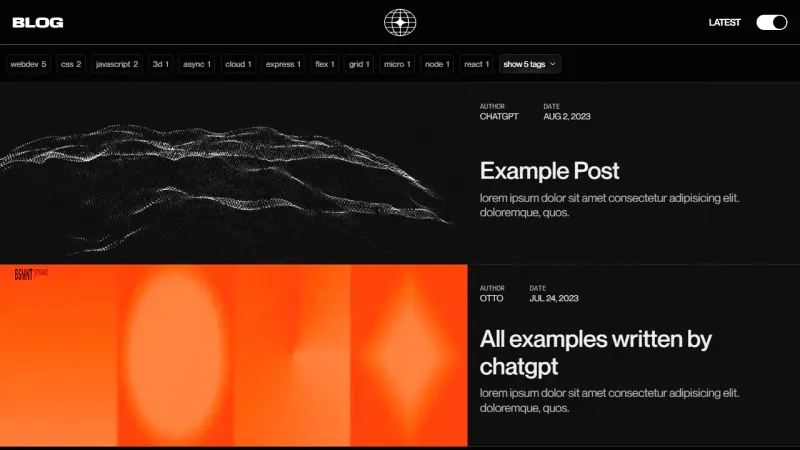 BLOG
LATEST
webdev 5 css 2 javascript 2 3d 1 async 1 cloud 1 express 1 flex 1 grid 1 micro 1 node 1 react 1 show 5 tags
AUTHOR DATE
CHATGPT AUG 2, 2023
Example Post
lorem ipsum dolor sit amet consectetur adipisicing elit.
doloremque, quos.
BSMNT
AUTHOR DATE
OTTO JUL 24, 2023
All examples written by
chatgpt
lorem ipsum dolor sit amet consectetur adipisicing elit.
doloremque, quos.